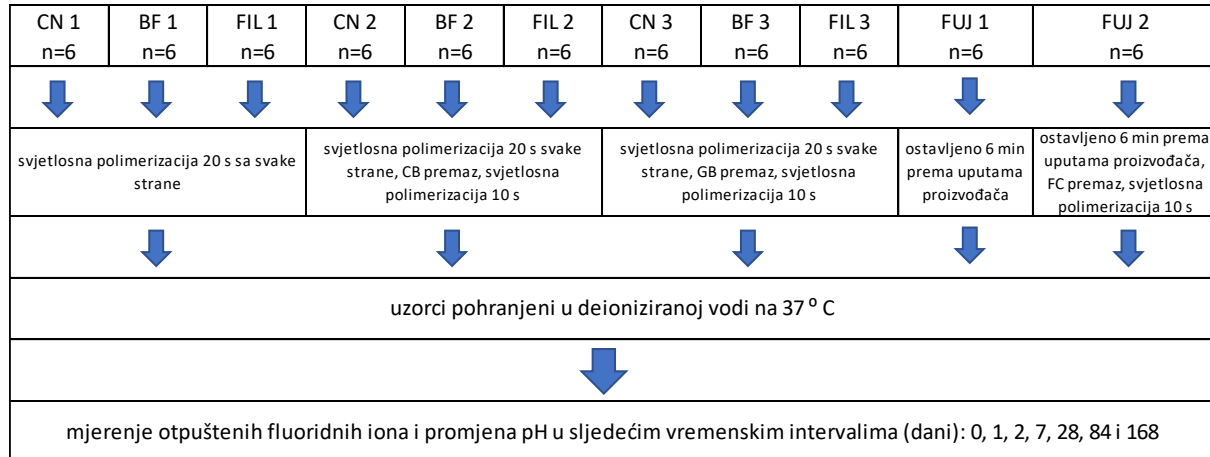 CN 1
n=6
BF 1
n=6
FIL 1
n=6
CN 2
n=6
BF 2
n=6
FIL 2
n=6
CN 3
n=6
BF 3
n=6
FIL 3
n=6
FUJ 1
n=6
FUJ 2
n=6
svjetlosna polimerizacija 20 s sa svake
strane
svjetlosna polimerizacija 20 s svake
strane, CB premaz, svjetlosna
polimerizacija 10 s
svjetlosna polimerizacija 20 s svake
strane, GB premaz, svjetlosna
polimerizacija 10 s
ostavljeno 6 min
prema uputama
proizvođača
ostavljeno 6 min prema
uputama proizvođača,
FC premaz, svjetlosna
polimerizacija 10 s
uzorci pohranjeni u deioniziranoj vodi na 37 ⁰ C
mjerenje otpuštenih fluoridnih iona i promjena pH u sljedećim vremenskim intervalima (dani): 0, 1, 2, 7, 28, 84 i 168